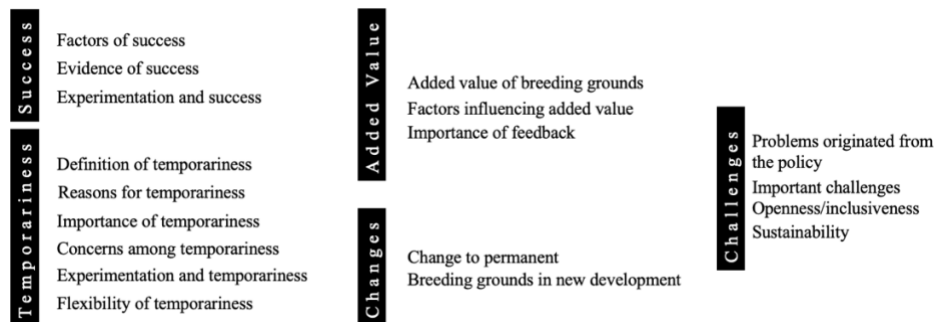 Success
Factors of success
Evidence of success
Experimentation and success
Temporariness
Definition of temporariness
Reasons for temporariness
Importance of temporariness
Concerns among temporariness
Experimentation and temporariness
Flexibility of temporariness
Added Value
Added value of breeding grounds
Factors influencing added value
Importance of feedback
Changes
Change to permanent
Breeding grounds in new development
Challenges
Problems originated from
the policy
Important challenges
Openness/inclusiveness
Sustainability